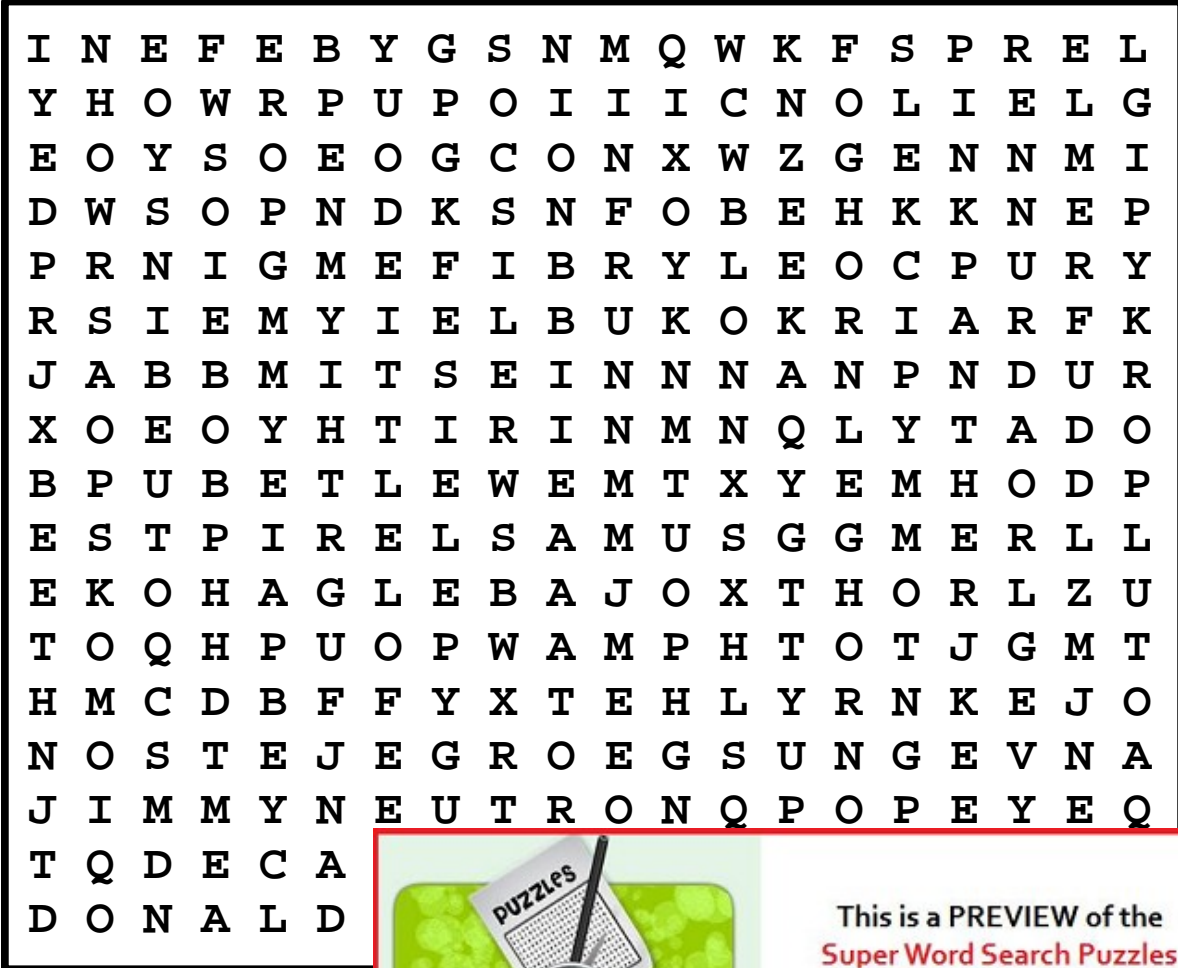 I N E F E B Y G S N M Q W K F S P R E L
Y H O W R P U P O I I I C N O L I E L G
E O Y S O E O G C O N X W Z G E N N M I
D W S O P N D K S N F O B E H K K N E P
P R N I G M E F I B R Y L E O C P U R Y
R S I E M Y I E L B U K O K R I A R F K
J A B B M I T S E I N N N A N P N D U R
X O E O Y H T I R I N M N Q L Y T A D O
B P U B E T L E W E M T X Y E M H O D P
E S T P I R E L S A M U S G G M E R L L
E K O H A G L E B A J O X T H O R L Z U
T O Q H P U O P W A M P H T O T J G M T
H M C D B F F Y X T E H L Y R N K E J O
N O S T E J E G R O E G S U N G E V N A
J I M M Y N E U T R O N Q P O P E Y E Q
T Q D E C A
D O N A L D
PUZZLES
This is a PREVIEW of the
Super Word Search Puzzles